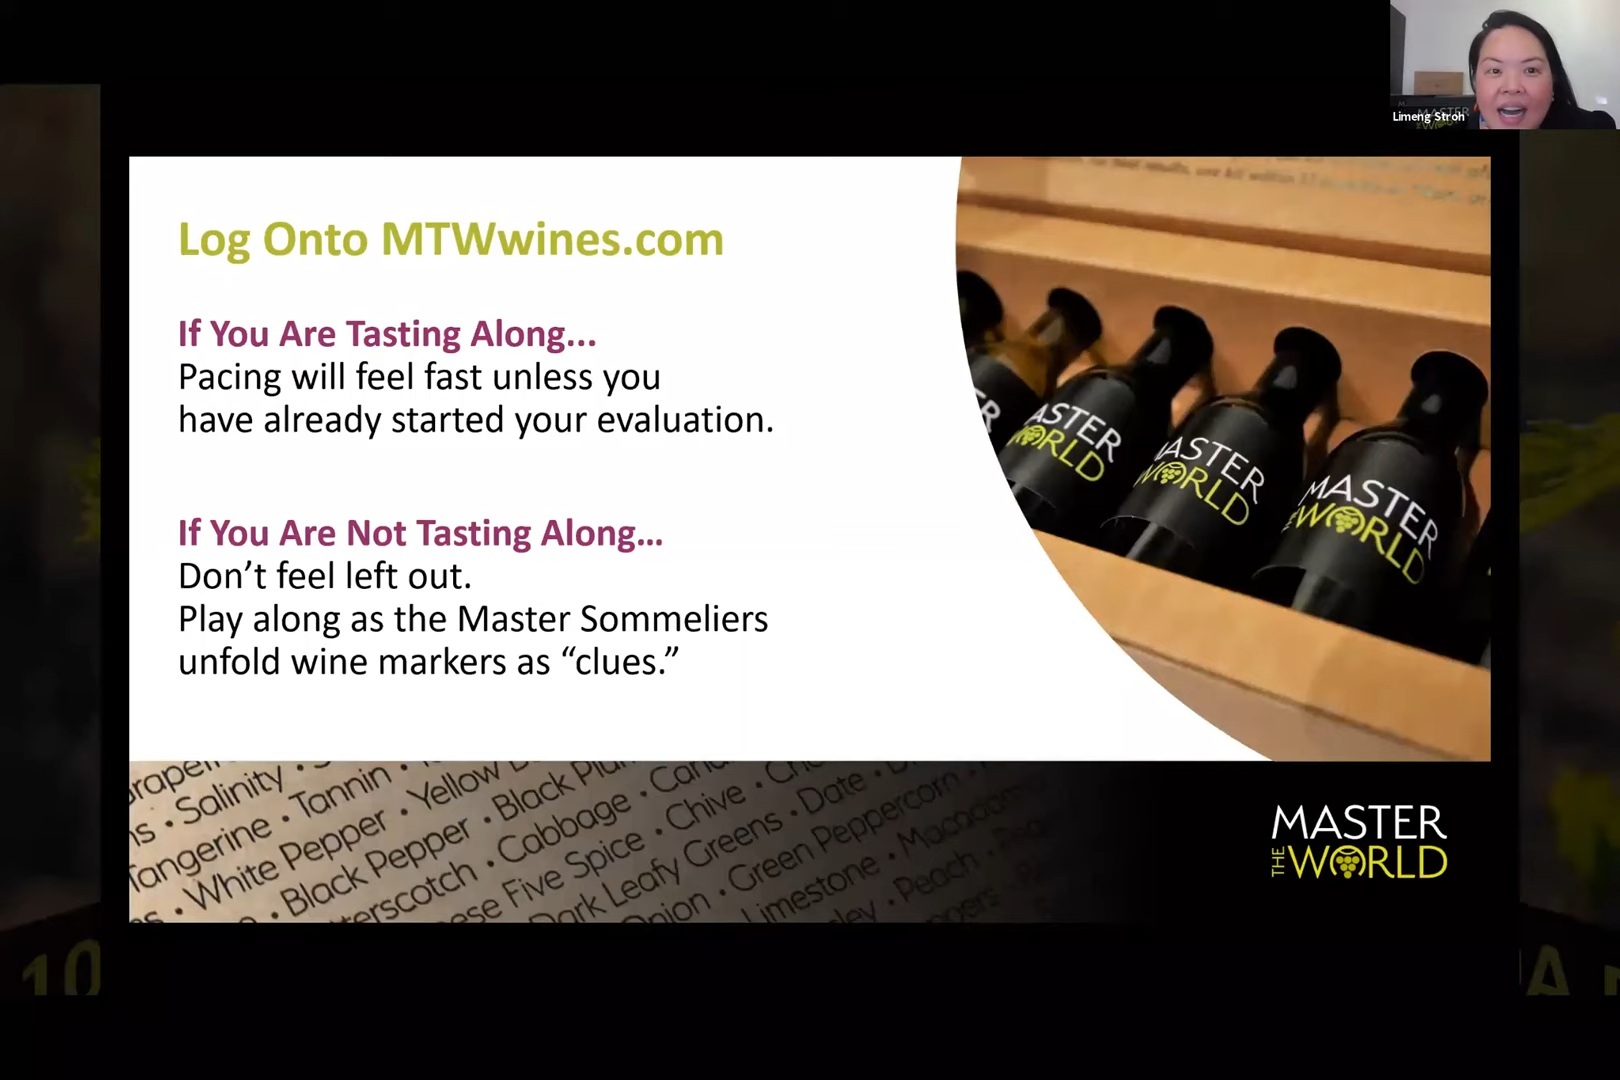 Limeng Stroh
Log Onto MTWwines.com
If You Are Tasting Along...
Pacing will feel fast unless you
have already started your evaluation.
If You Are Not Tasting Along...
Don’t feel left out.
Play along as the Master Sommeliers
unfold wine markers as “clues.”
ASTER
WORLD
MASTER
WORLD
MASTER
WORLD
Salinity •
Tangerine • Tannin •
• White Pepper • Yellow
• Black Pepper • Black
• Cabbage •
Five Spice • Chive •
Dark Leafy Greens • Date •
Onion • Green Peppercorn
Limestone •
• Peach •
MASTER
THE WORLD
10